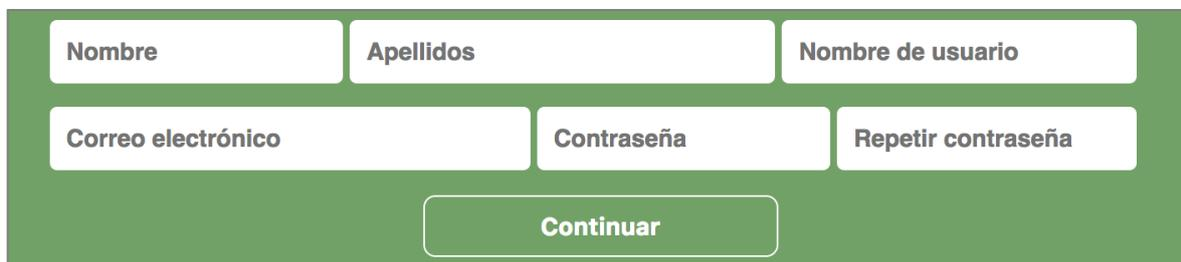 Nombre Apellidos Nombre de usuario
Correo electrónico Contraseña Repetir contraseña
Continuar